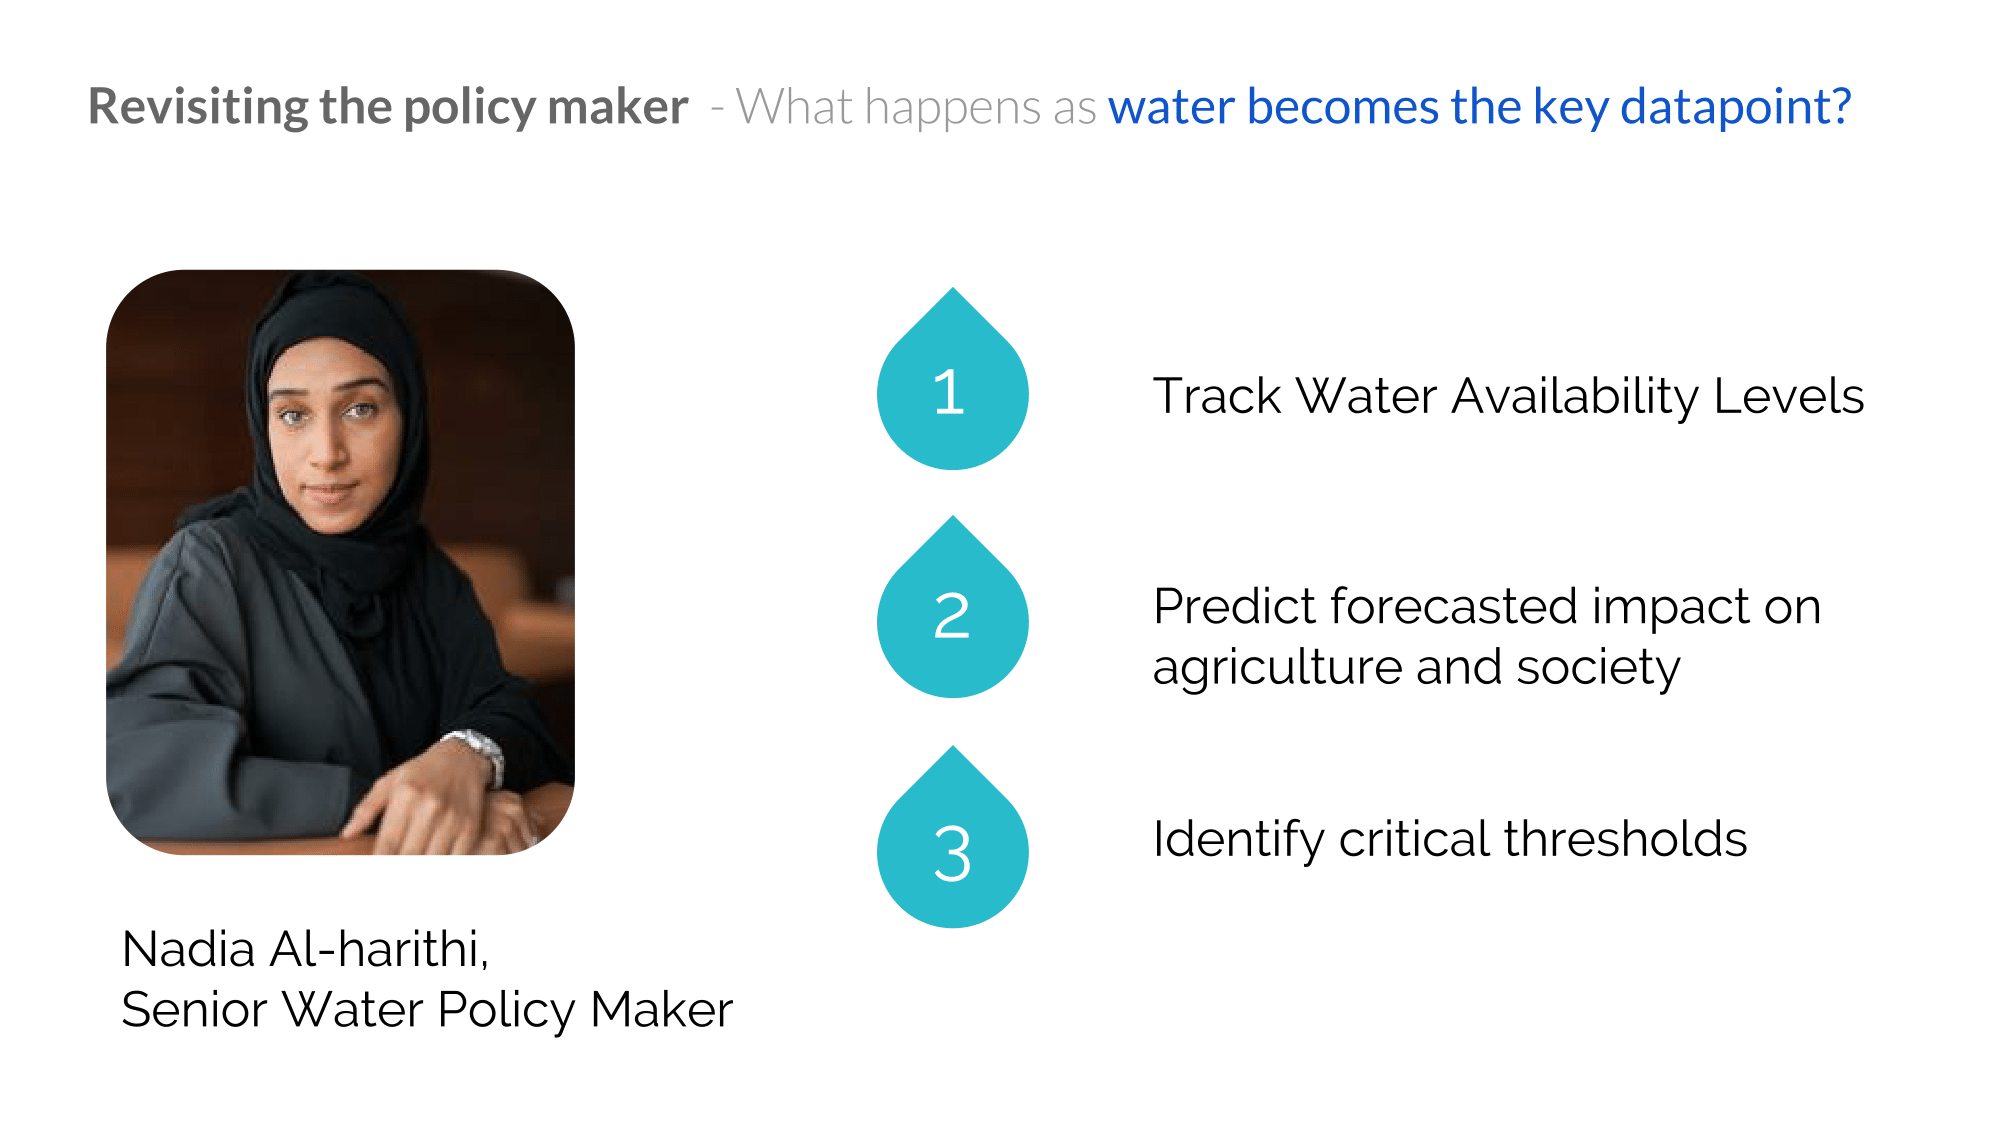 Revisiting the policy maker - What happens as water becomes the key datapoint?
1
Track Water Availability Levels
2
Predict forecasted impact on
agriculture and society
3
Identify critical thresholds
Nadia Al-harithi,
Senior Water Policy Maker